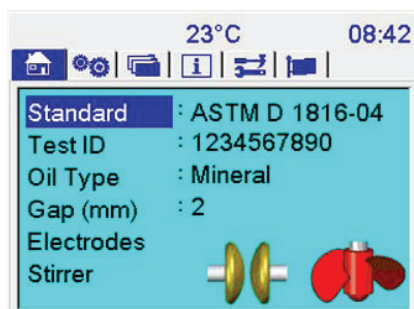 23°C 08:42
Standard : ASTM D 1816-04
Test ID : 1234567890
Oil Type : Mineral
Gap (mm) : 2
Electrodes
Stirrer